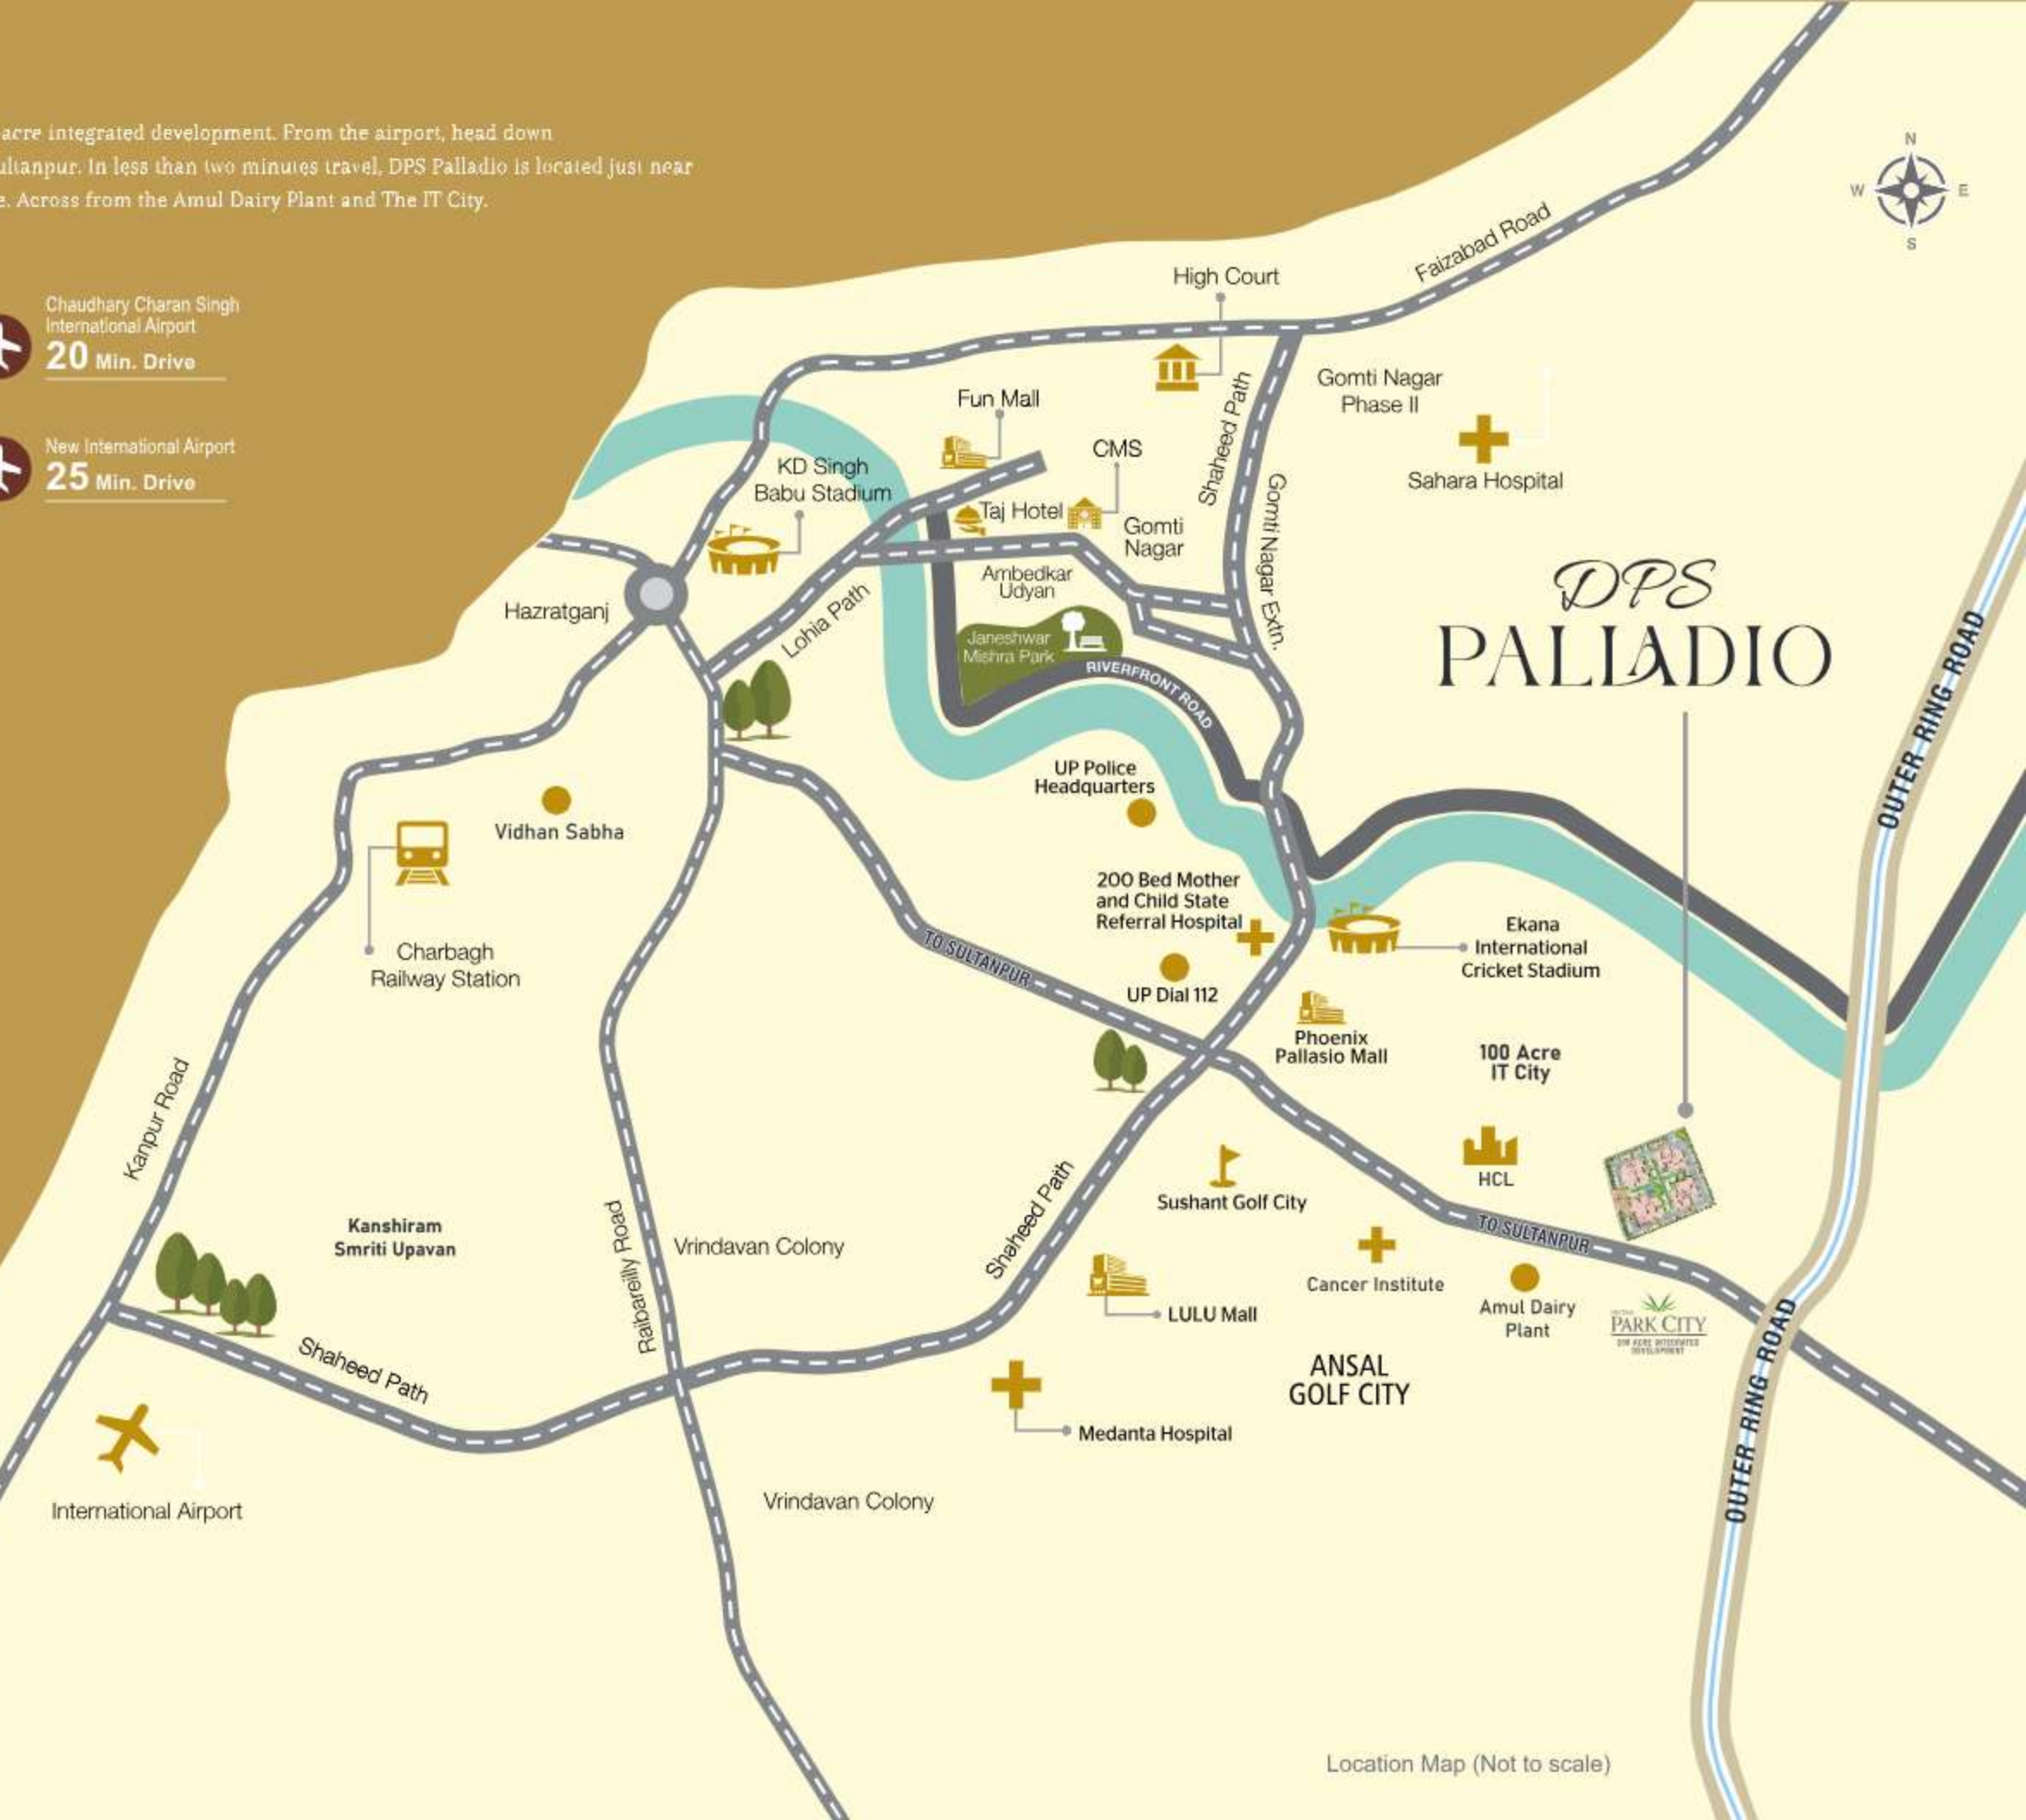 acre integrated development. From the airport, head down
ultanpur. In less than two minutes travel, DPS Palladio is located just near
e. Across from the Amul Dairy Plant and The IT City.
Chaudhary Charan Singh
International Airport
20 Min. Drive
New International Airport
25 Min. Drive
N
W
E
S
Faizabad Road
High Court
Gomti Nagar
Phase II
Shaheed Path
Fun Mall
CMS
KD Singh
Babu Stadium
Sahara Hospital
Gomti Nagar Extn.
Taj Hotel
Gomti
Nagar
Ambedkar
Udyan
Hazratganj
Lohia Path
Janeshwar
Mishra Park
RIVERFRONT ROAD
DPS
PALLADIO
OUTER RING ROAD
UP Police
Headquarters
Vidhan Sabha
200 Bed Mother
and Child State
Referral Hospital
Ekana
International
Cricket Stadium
Charbagh
Railway Station
TO SULTANPUR
UP Dial 112
Phoenix
Pallasio Mall
100 Acre
IT City
Kanpur Road
HCL
Sushant Golf City
Shaheed Path
Kanshiram
Smriti Upavan
Raibareilly Road
Vrindavan Colony
TO SULTANPUR
Cancer Institute
LULU Mall
Amul Dairy
Plant
PARK CITY
DEVELOPMENT
Shaheed Path
ANSAL
GOLF CITY
OUTER RING ROAD
Medanta Hospital
International Airport
Vrindavan Colony
Location Map (Not to scale)